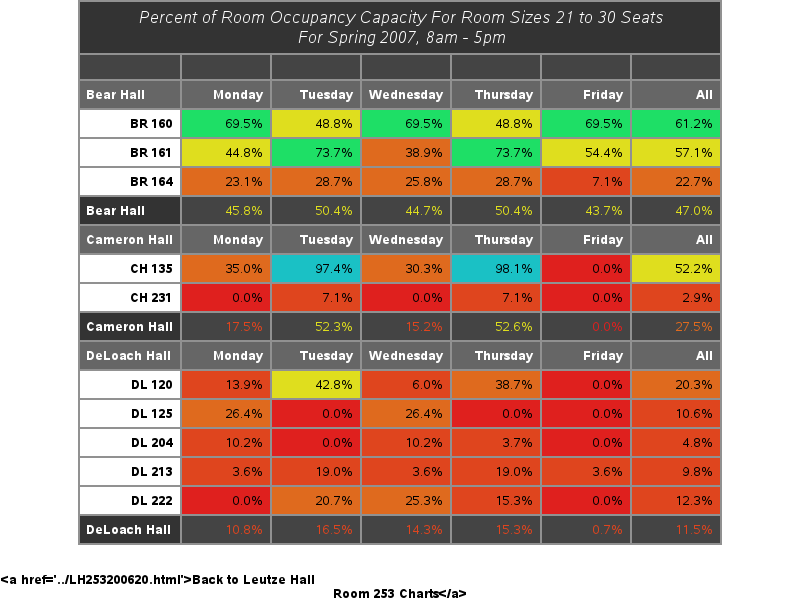 Percent of Room Occupancy Capacity For Room Sizes 21 to 30 Seats
For Spring 2007, 8am - 5pm
Bear Hall Monday Tuesday Wednesday Thursday Friday All
BR 160 69.5% 48.8% 69.5% 48.8% 69.5% 61.2%
BR 161 44.8% 73.7% 38.9% 73.7% 54.4% 57.1%
BR 164 23.1% 28.7% 25.8% 28.7% 7.1% 22.7%
Bear Hall 45.8% 50.4% 44.7% 50.4% 43.7% 47.0%
Cameron Hall Monday Tuesday Wednesday Thursday Friday All
CH 135 35.0% 97.4% 30.3% 98.1% 0.0% 52.2%
CH 231 0.0% 7.1% 0.0% 7.1% 0.0% 2.9%
Cameron Hall 17.5% 52.3% 15.2% 52.6% 0.0% 27.5%
DeLoach Hall Monday Tuesday Wednesday Thursday Friday All
DL 120 13.9% 42.8% 6.0% 38.7% 0.0% 20.3%
DL 125 26.4% 0.0% 26.4% 0.0% 0.0% 10.6%
DL 204 10.2% 0.0% 10.2% 3.7% 0.0% 4.8%
DL 213 3.6% 19.0% 3.6% 19.0% 3.6% 9.8%
DL 222 0.0% 20.7% 25.3% 15.3% 0.0% 12.3%
DeLoach Hall 10.8% 16.5% 14.3% 15.3% 0.7% 11.5%
<a href='../LH253200620.html'>Back to Leutze Hall
Room 253 Charts</a>